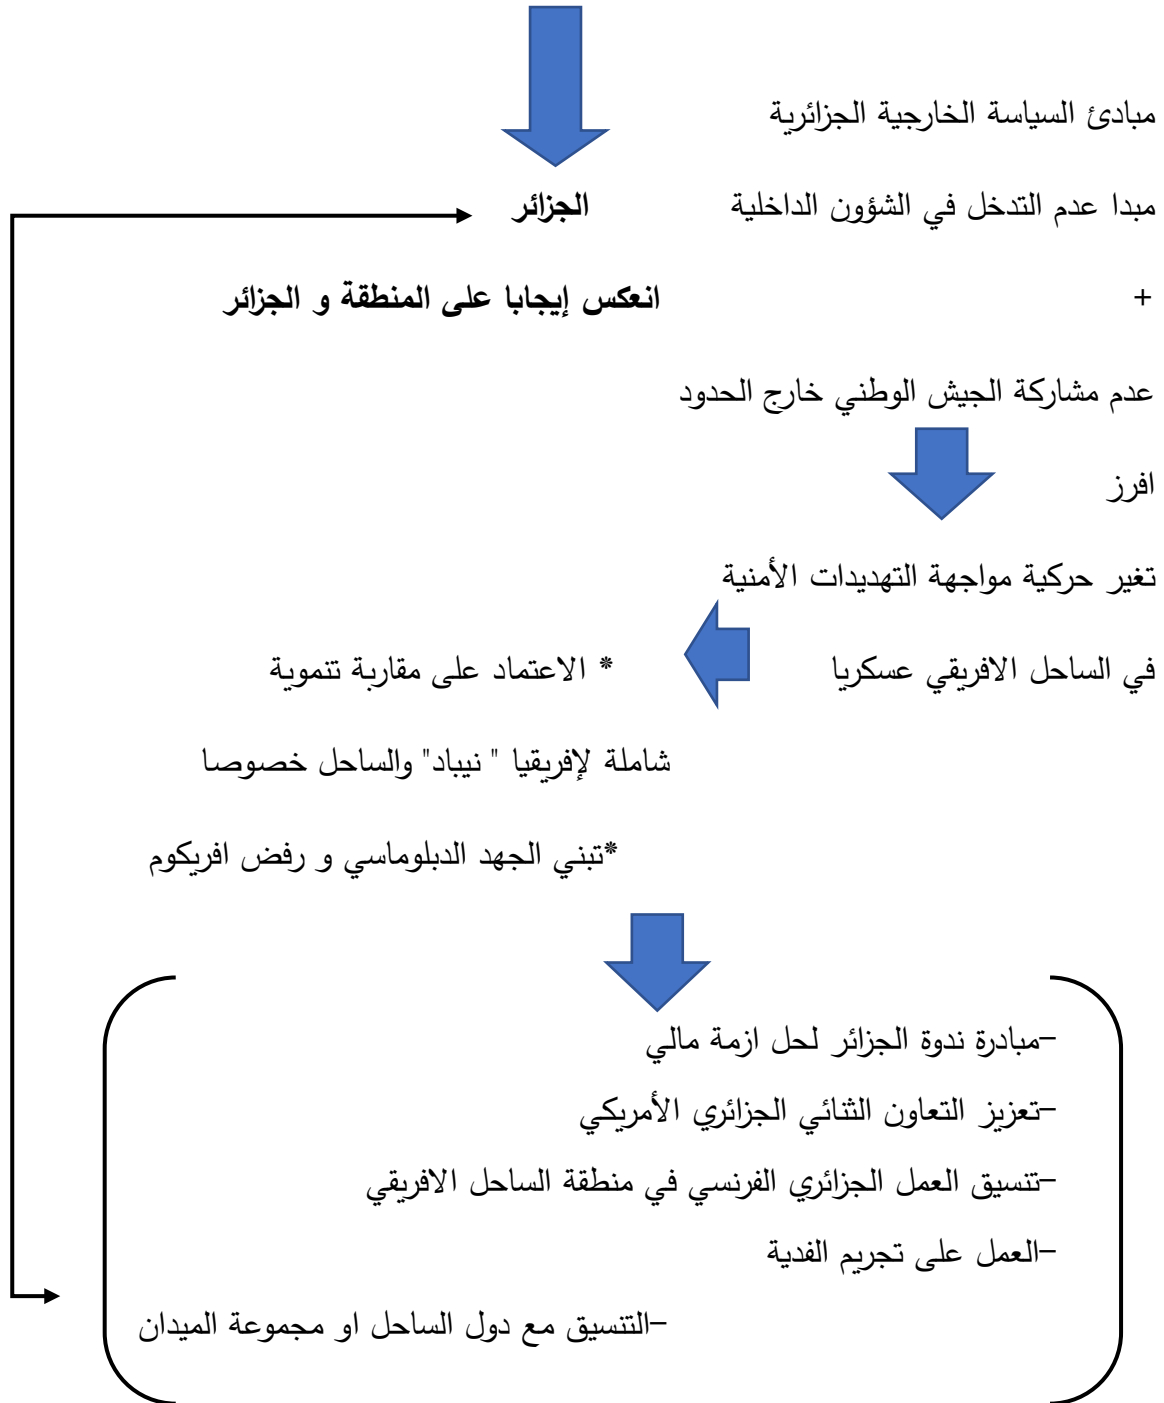 مبادئ السياسة الخارجية الجزائرية
مبدا عدم التدخل في الشؤون الداخلية
الجزائر
+
انعكس إيجابا على المنطقة و الجزائر
عدم مشاركة الجيش الوطني خارج الحدود
افرز
تغير حركية مواجهة التهديدات الأمنية
في الساحل الافريقي عسكريا
* الاعتماد على مقاربة تنموية
شاملة لإفريقيا " نيباد" والساحل خصوصا
*تبني الجهد الدبلوماسي و رفض افريكوم
-مبادرة ندوة الجزائر لحل ازمة مالي
-تعزيز التعاون الثنائي الجزائري الأمريكي
-تنسيق العمل الجزائري الفرنسي في منطقة الساحل الافريقي
-العمل على تجريم الفدية
-التنسيق مع دول الساحل او مجموعة الميدان